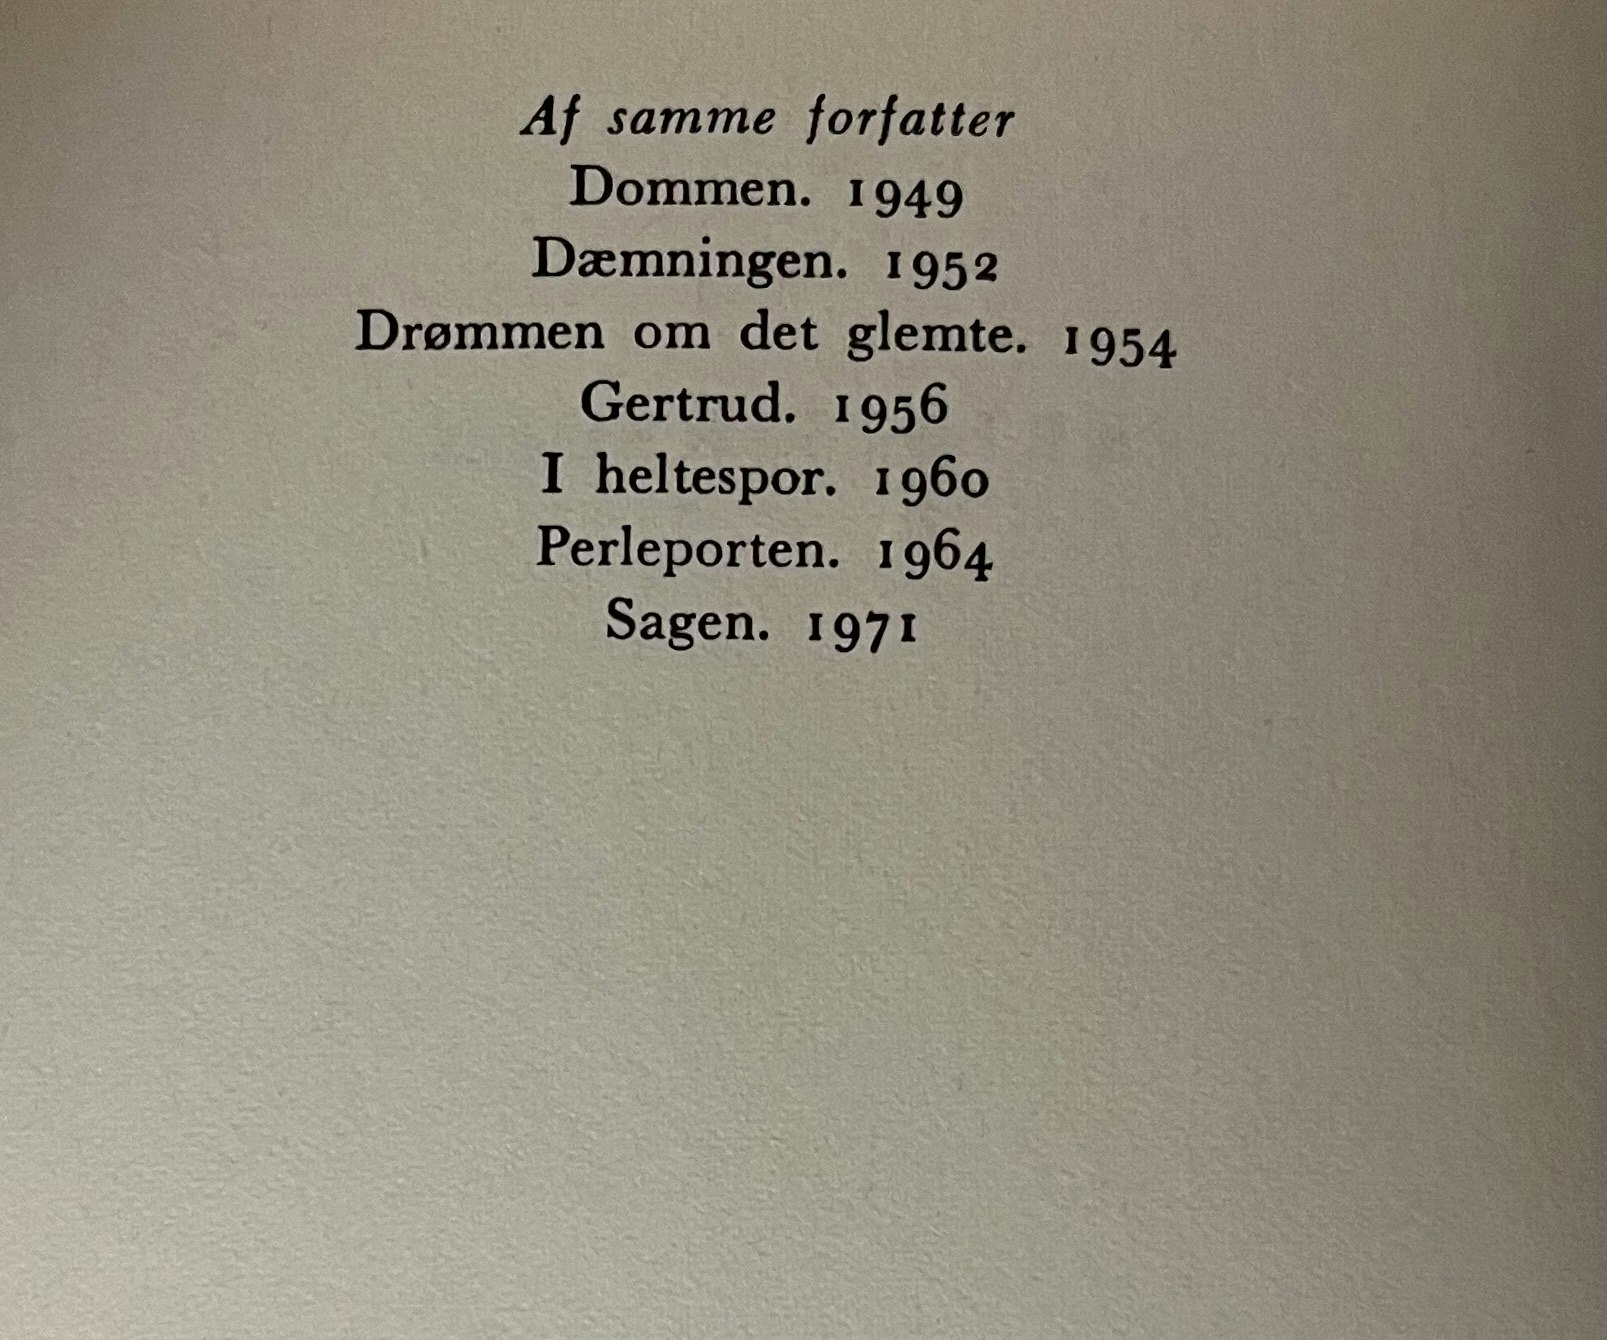 Af samme forfatter
Dommen. 1949
Dæmningen. 1952
Drømmen om det glemte. 1954
Gertrud. 1956
I heltespor. 1960
Perleporten. 1964
Sagen. 1971